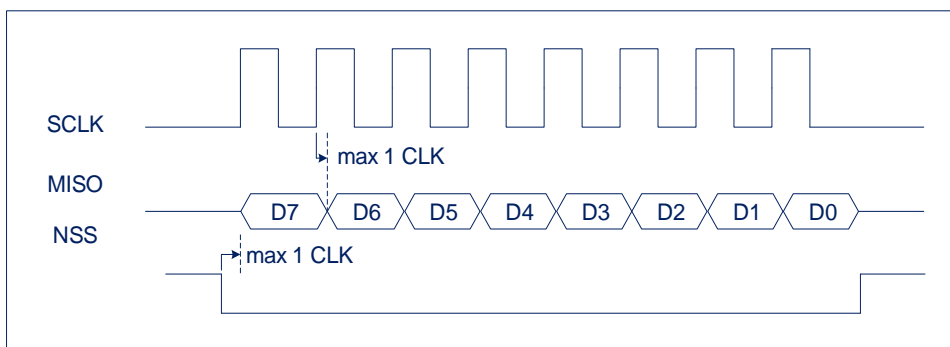 SCLK
max 1 CLK
MISO
D7 D6 D5 D4 D3 D2 D1 D0
NSS
max 1 CLK